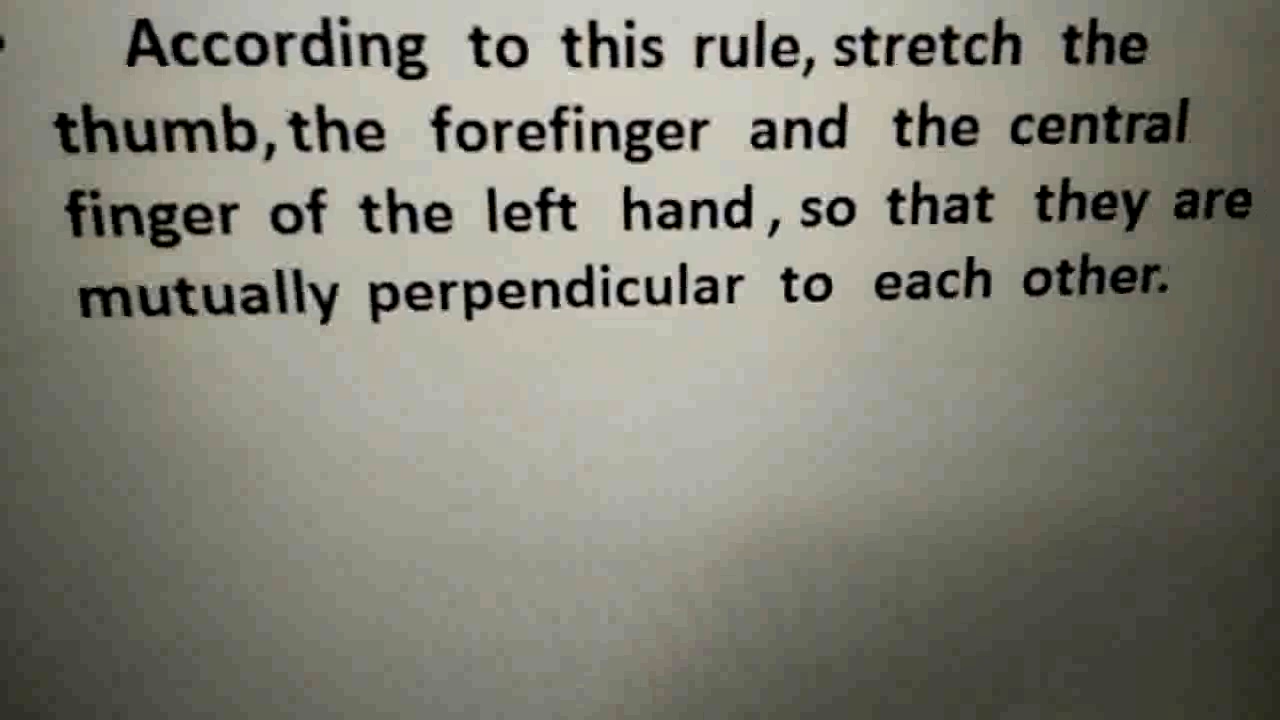 According to this rule, stretch the
thumb, the forefinger and the central
finger of the left hand, so that they are
mutually perpendicular to each other.